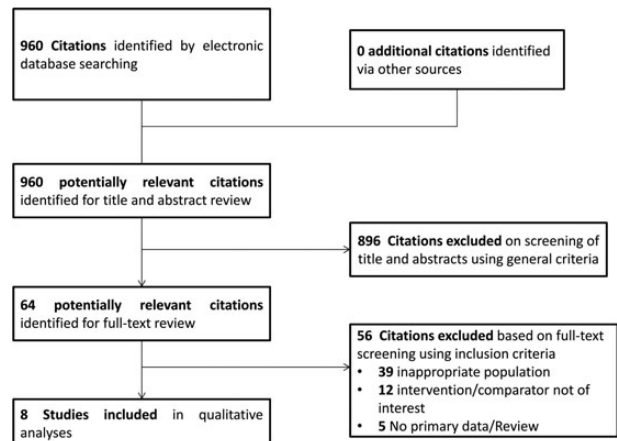 960 Citations identified by electronic
database searching
0 additional citations identified
via other sources
960 potentially relevant citations
identified for title and abstract review
896 Citations excluded on screening of
title and abstracts using general criteria
64 potentially relevant citations
identified for full-text review
56 Citations excluded based on full-text
screening using inclusion criteria
• 39 inappropriate population
• 12 intervention/comparator not of
interest
• 5 No primary data/Review
8 Studies included in qualitative
analyses